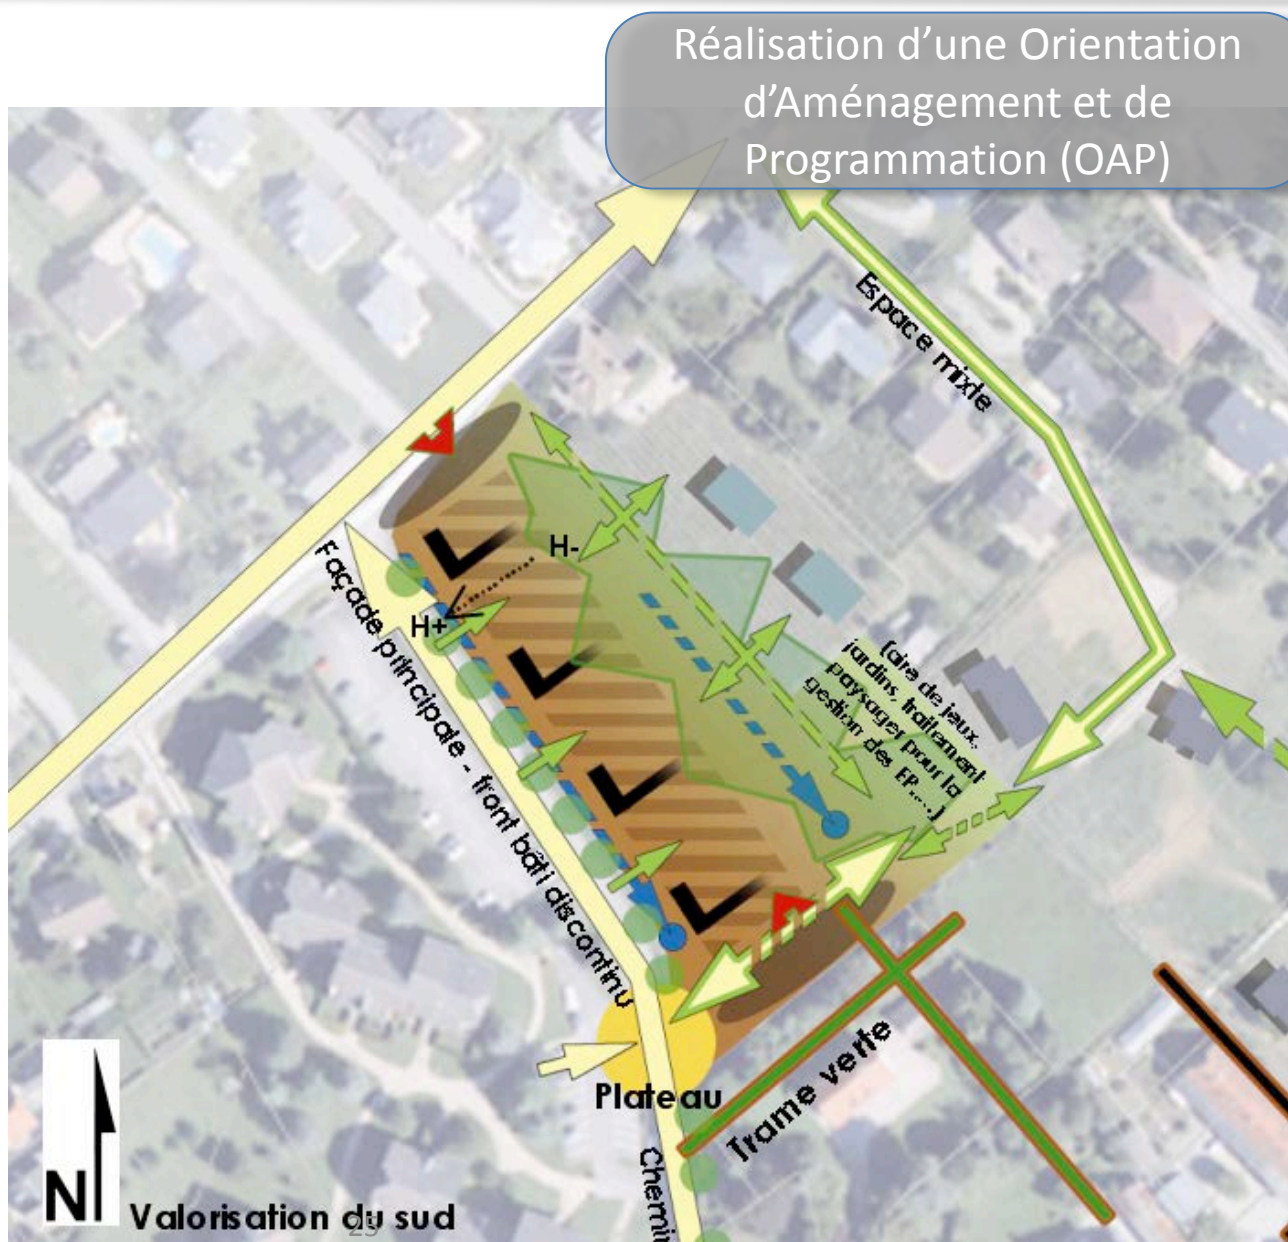 Réalisation d’une Orientation
d’Aménagement et de
Programmation (OAP)
Espace mixte
Façade principale - front bâti discontinu
H-
H+
(aire de jeux,
jardins, traitement
paysager pour la
gestion des EP,...)
Plateau
Trame verte
Chemin
N
Valorisation du sud
25